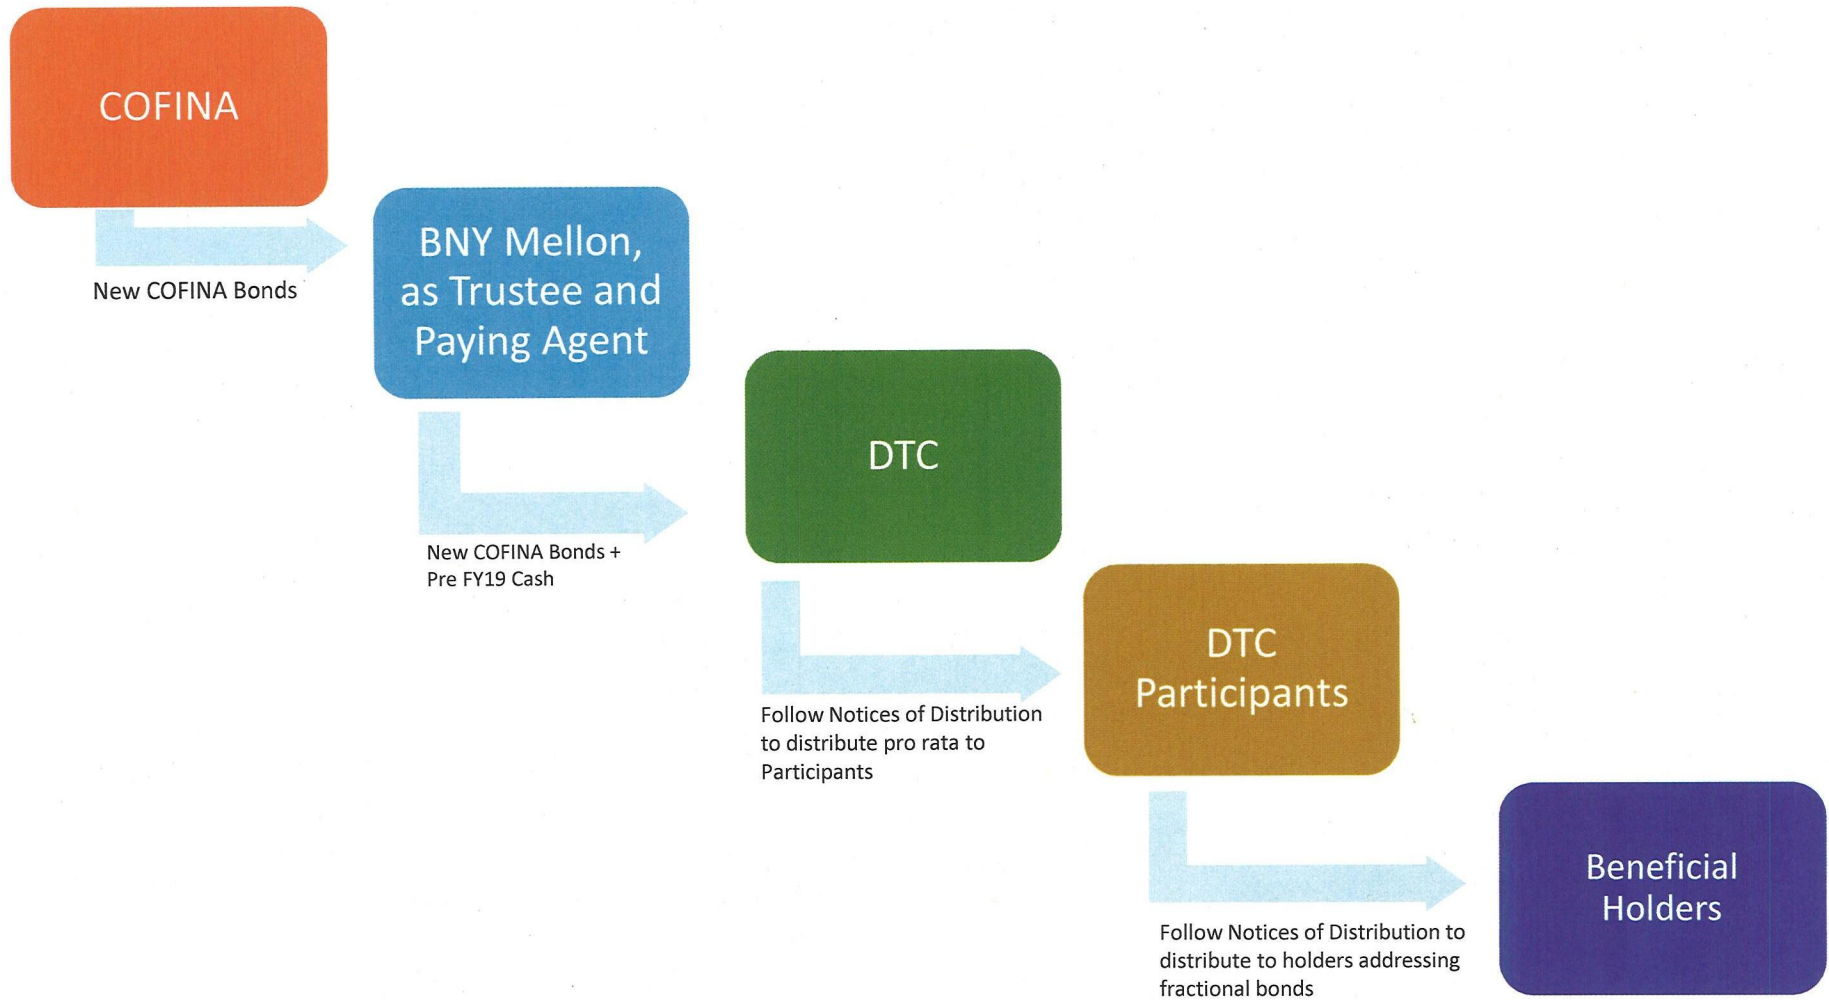 COFINA
New COFINA Bonds
BNY Mellon,
as Trustee and
Paying Agent
New COFINA Bonds +
Pre FY19 Cash
DTC
Follow Notices of Distribution
to distribute pro rata to
Participants
DTC
Participants
Follow Notices of Distribution to
distribute to holders addressing
fractional bonds
Beneficial
Holders